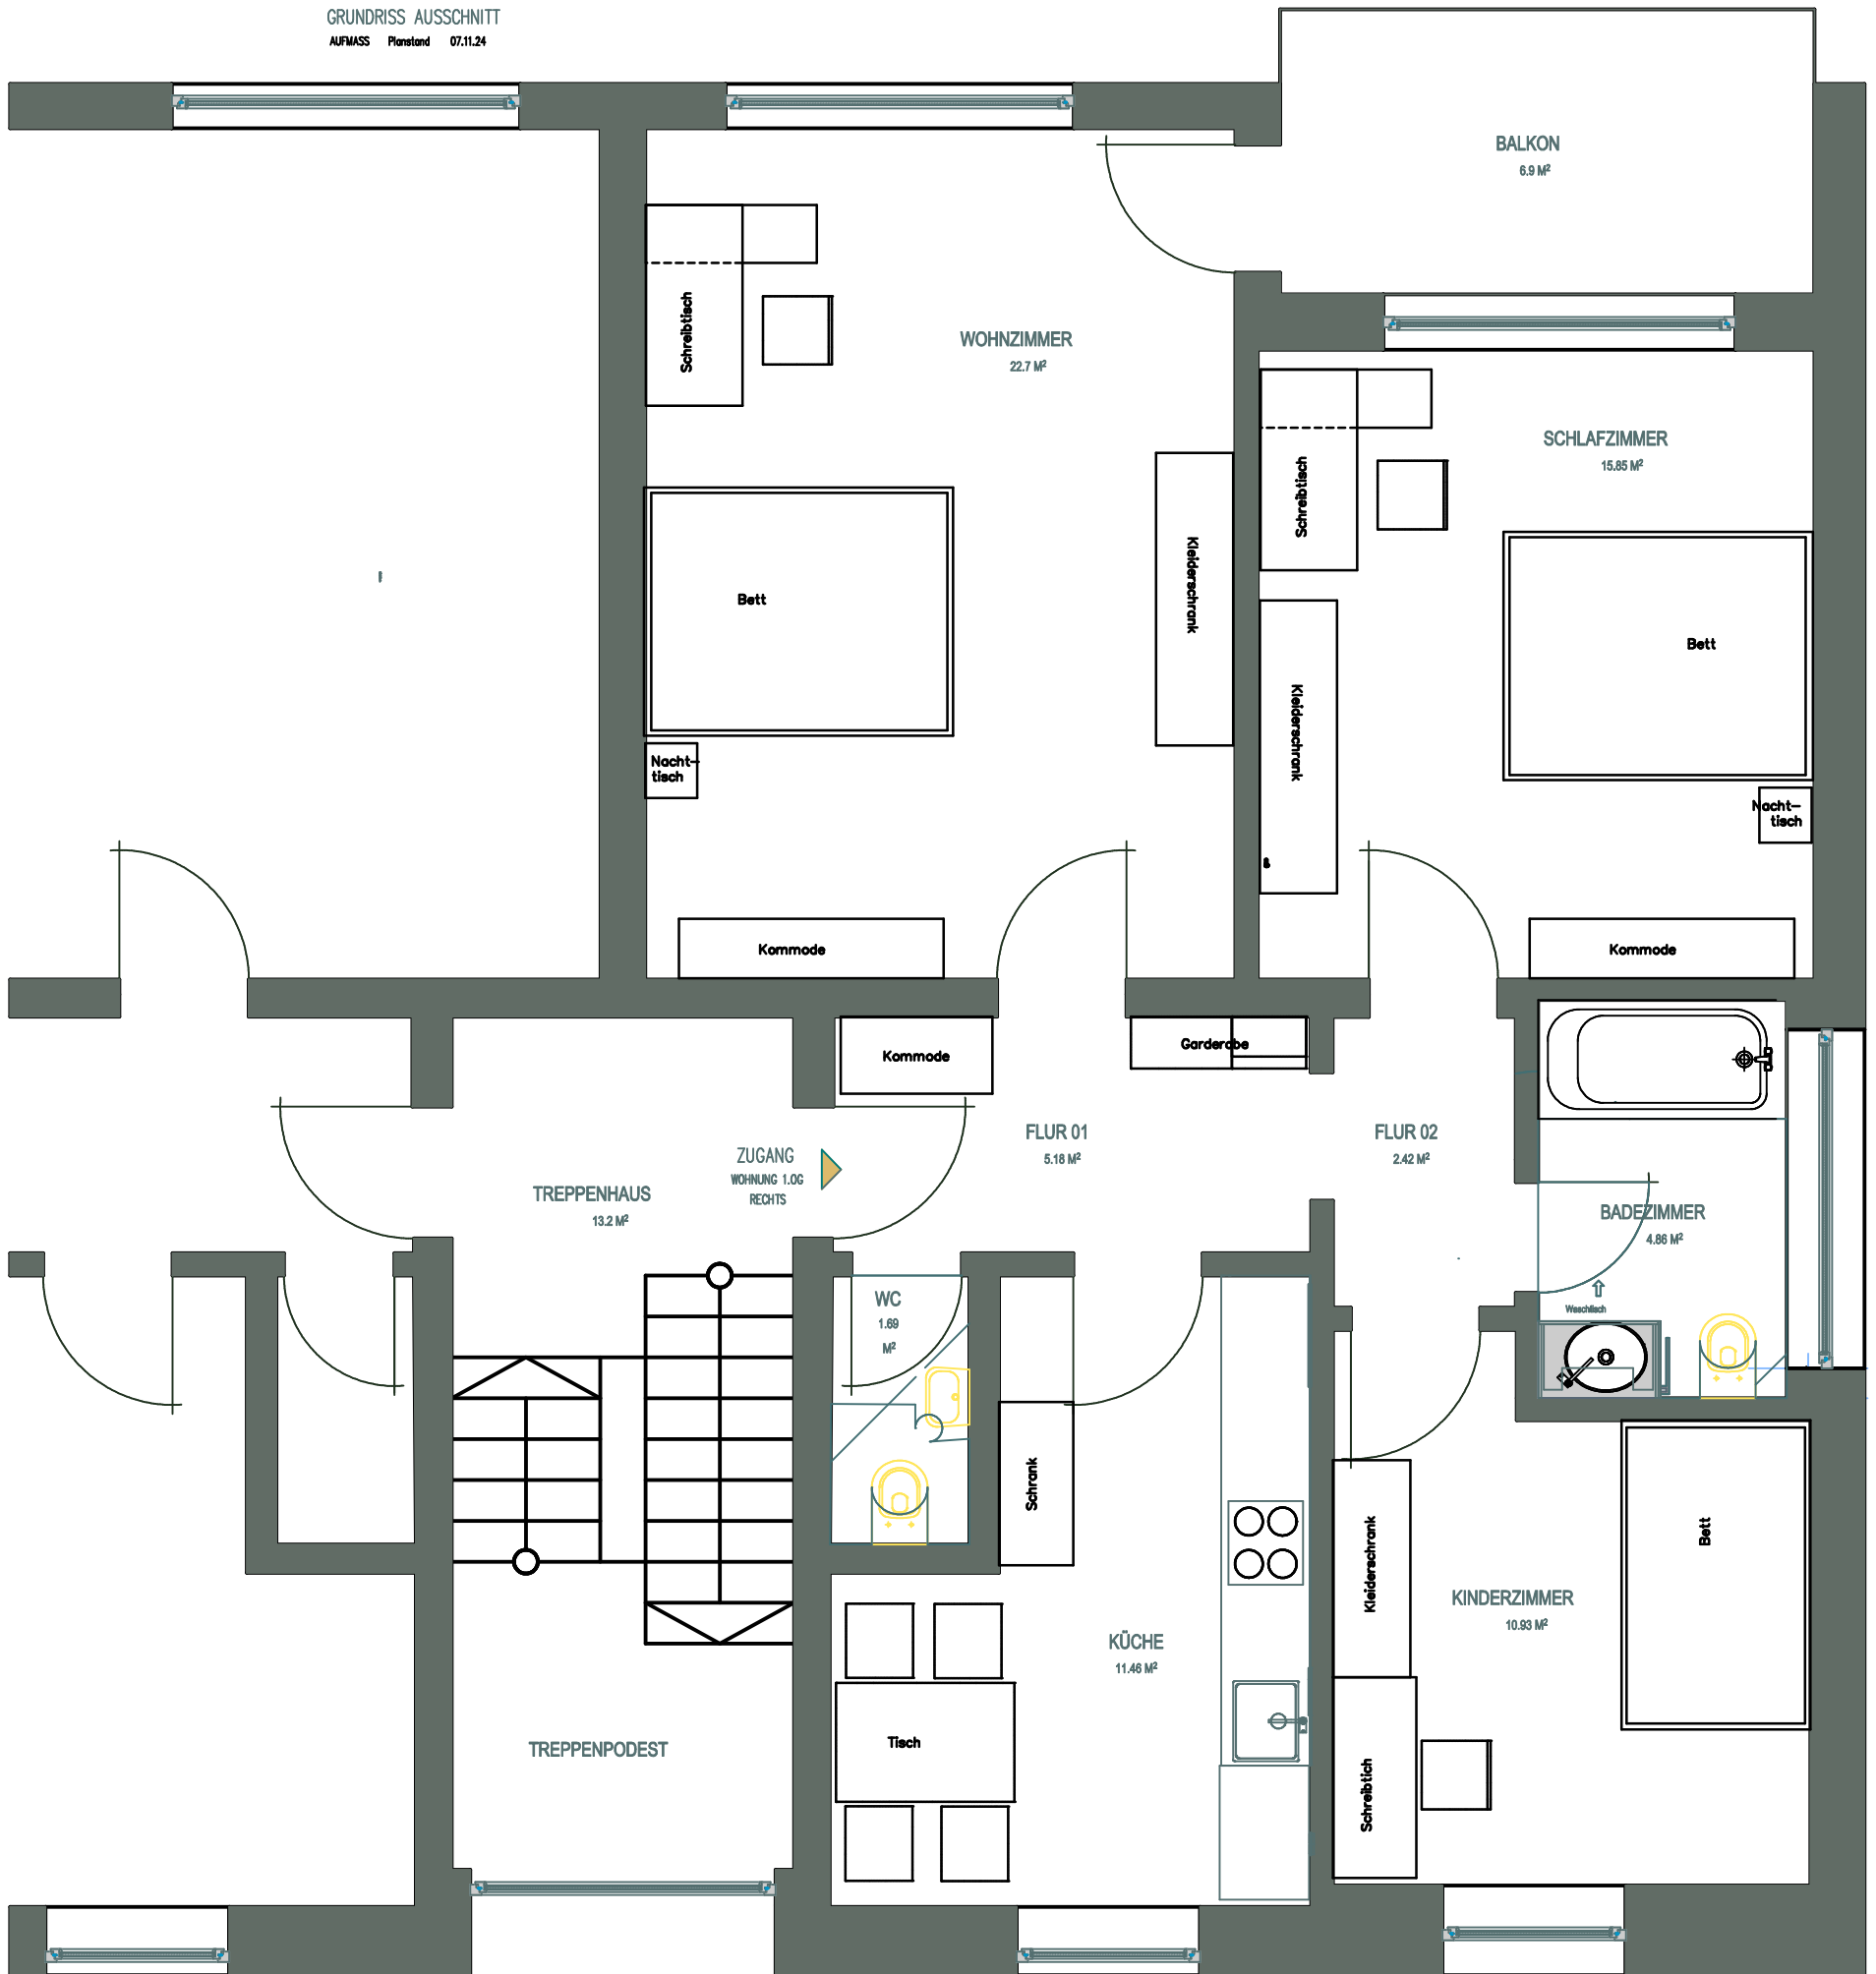 GRUNDRISS AUSSCHNITT
AUFMASS Planstand 07.11.24
BALKON
6.9 M²
Schreibtisch
WOHNZIMMER
22.7 M²
Schreibtisch
SCHLAFZIMMER
15.85 M²
Bett
Kleiderschrank
Bett
Kleiderschrank
Nacht-
tisch
Nacht-
tisch
Kommode
Kommode
Kommode
Garderobe
FLUR 01
5.18 M²
FLUR 02
2.42 M²
ZUGANG
WOHNUNG 1.OG
RECHTS
TREPPENHAUS
13.2 M²
BADEZIMMER
4.86 M²
WC
1.69
M²
Waschtisch
Schrank
Kleiderschrank
Bett
KINDERZIMMER
10.93 M²
KÜCHE
11.46 M²
Tisch
TREPPENPODEST
Schreibtich